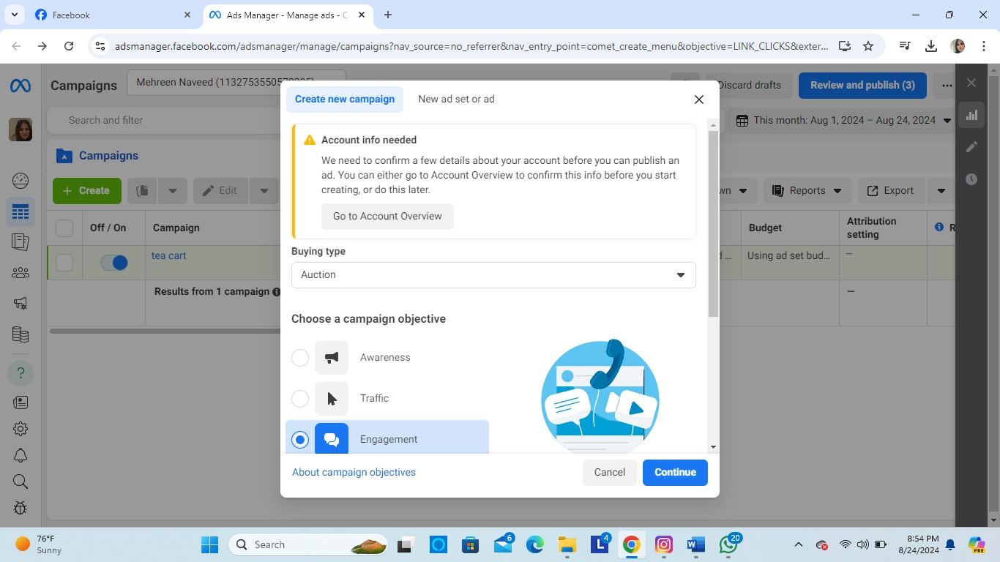 Facebook
Ads Manager - Manage ads - C
adsmanager.facebook.com/adsmanager/manage/campaigns?nav_source=no_referrer&nav_entry_point=comet_create_menu&objective=LINK_CLICKS&exter...
Campaigns
Mehreen Naveed
Discard drafts
Review and publish (3)
Search and filter
This month: Aug 1, 2024 – Aug 24, 2024
Campaigns
+ Create
Edit
Reports
Export
Off / On
Campaign
Budget
Attribution
setting
R
tea cart
Using ad set bud...
Results from 1 campaign
Create new campaign
New ad set or ad
Account info needed
We need to confirm a few details about your account before you can publish an
ad. You can either go to Account Overview to confirm this info before you start
creating, or do this later.
Go to Account Overview
Buying type
Auction
Choose a campaign objective
Awareness
Traffic
Engagement
About campaign objectives
Cancel
Continue
76°F
Sunny
Search
6
L
4
W
20
8:54 PM
8/24/2024
PRE